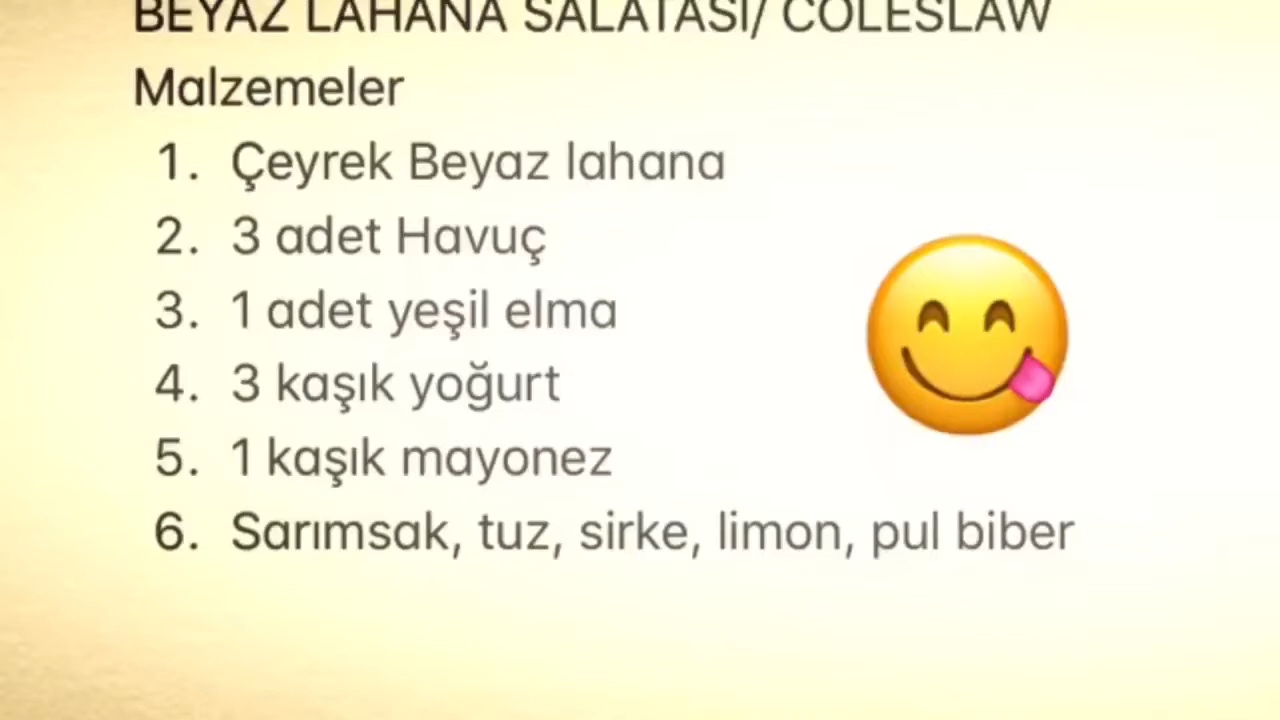 BEYAZ LAHANA SALATASI/ COLESLAW
Malzemeler
1. Çeyrek Beyaz lahana
2. 3 adet Havuç
3. 1 adet yeşil elma
4. 3 kaşık yoğurt
5. 1 kaşık mayonez
6. Sarımsak, tuz, sirke, limon, pul biber